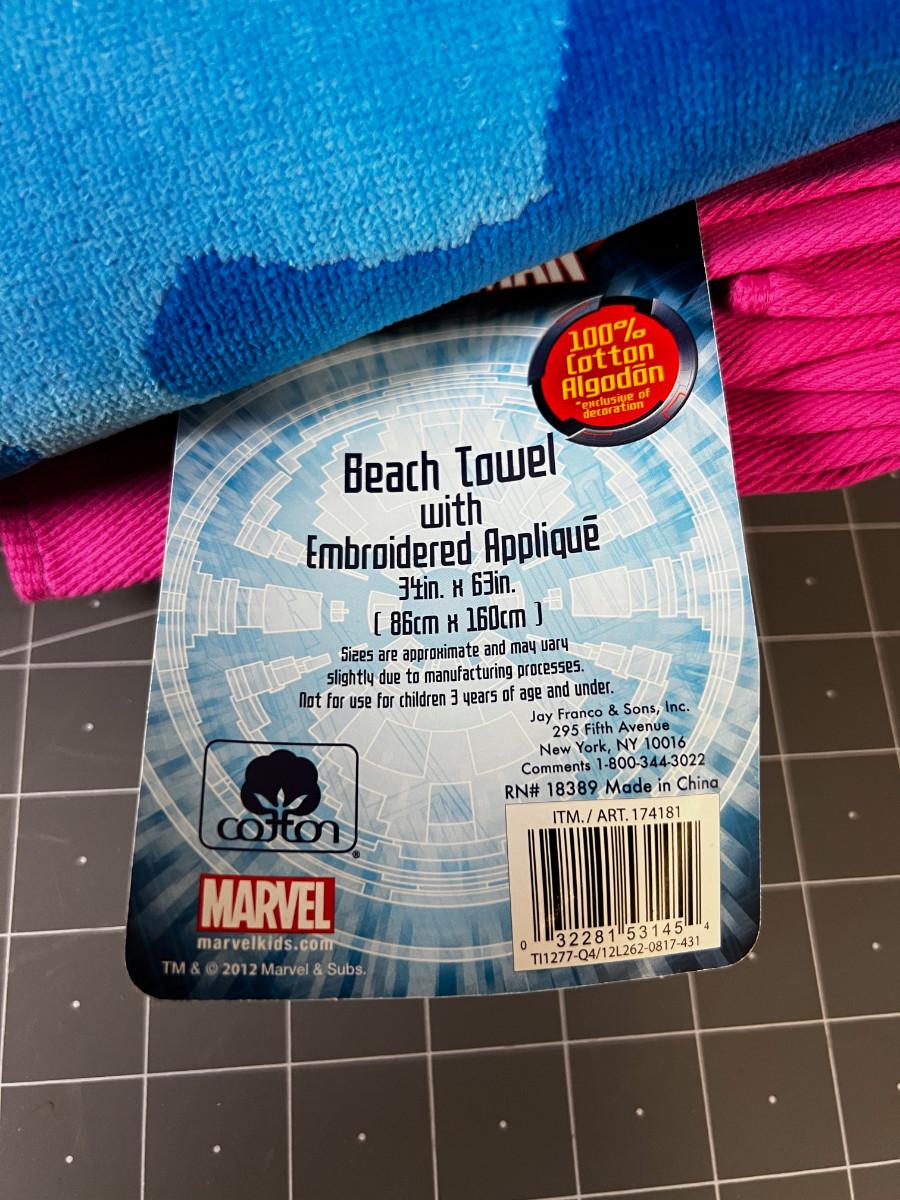 100%
Cotton
Algodõn
*exclusive of
decoration
Beach Towel
with
Embroidered Appliquē
34in. x 63in.
( 86cm x 160cm )
Sizes are approximate and may vary
slightly due to manufacturing processes.
Not for use for children 3 years of age and under.
Jay Franco & Sons, Inc.
295 Fifth Avenue
New York, NY 10016
Comments 1-800-344-3022
RN# 18389 Made in China
ITM. / ART. 174181
0 32281 53145 4
TI1277-Q4/12L262-0817-431
cotton
®
MARVEL
marvelkids.com
TM & © 2012 Marvel & Subs.